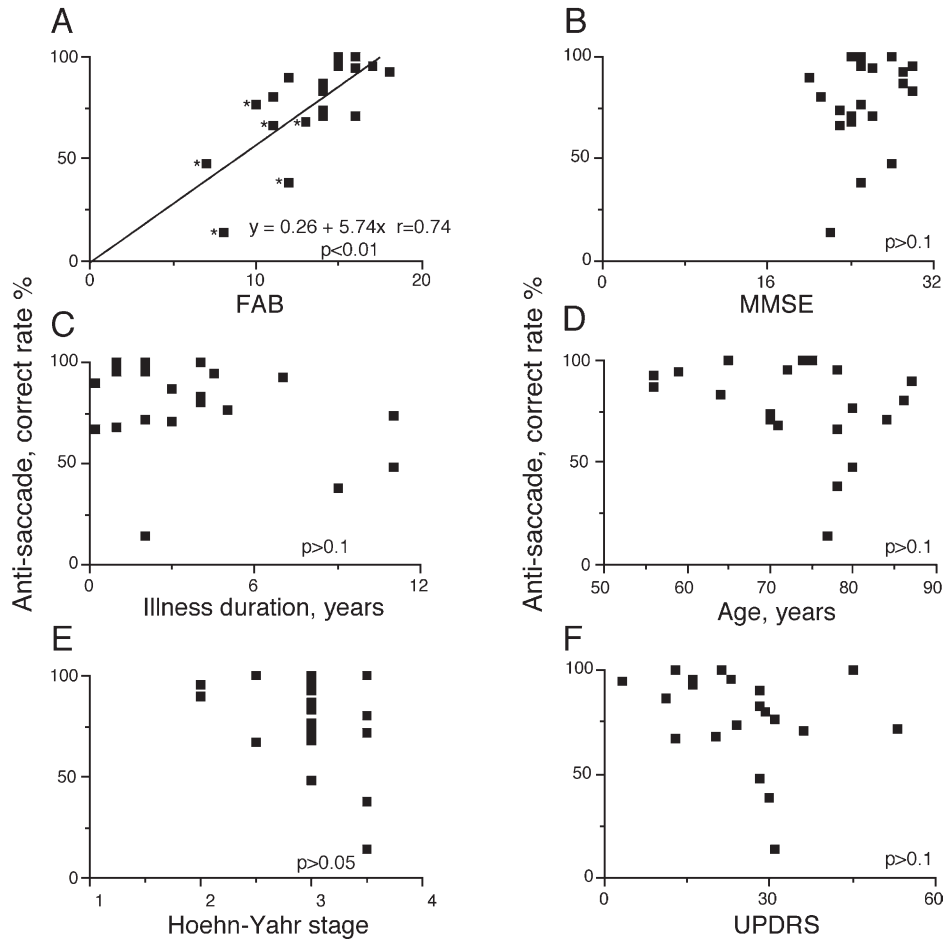 A
Anti-saccade, correct rate %
100
50
0
*
*
*
*
*
*
y = 0.26 + 5.74x r=0.74
p<0.01
0
10
20
FAB
B
Anti-saccade, correct rate %
100
50
0
p>0.1
0
16
32
MMSE
C
100
50
0
p>0.1
0
6
12
Illness duration, years
D
100
50
0
p>0.1
50
60
70
80
90
Age, years
E
100
50
0
p>0.05
1
2
3
4
Hoehn-Yahr stage
F
100
50
0
p>0.1
0
30
60
UPDRS